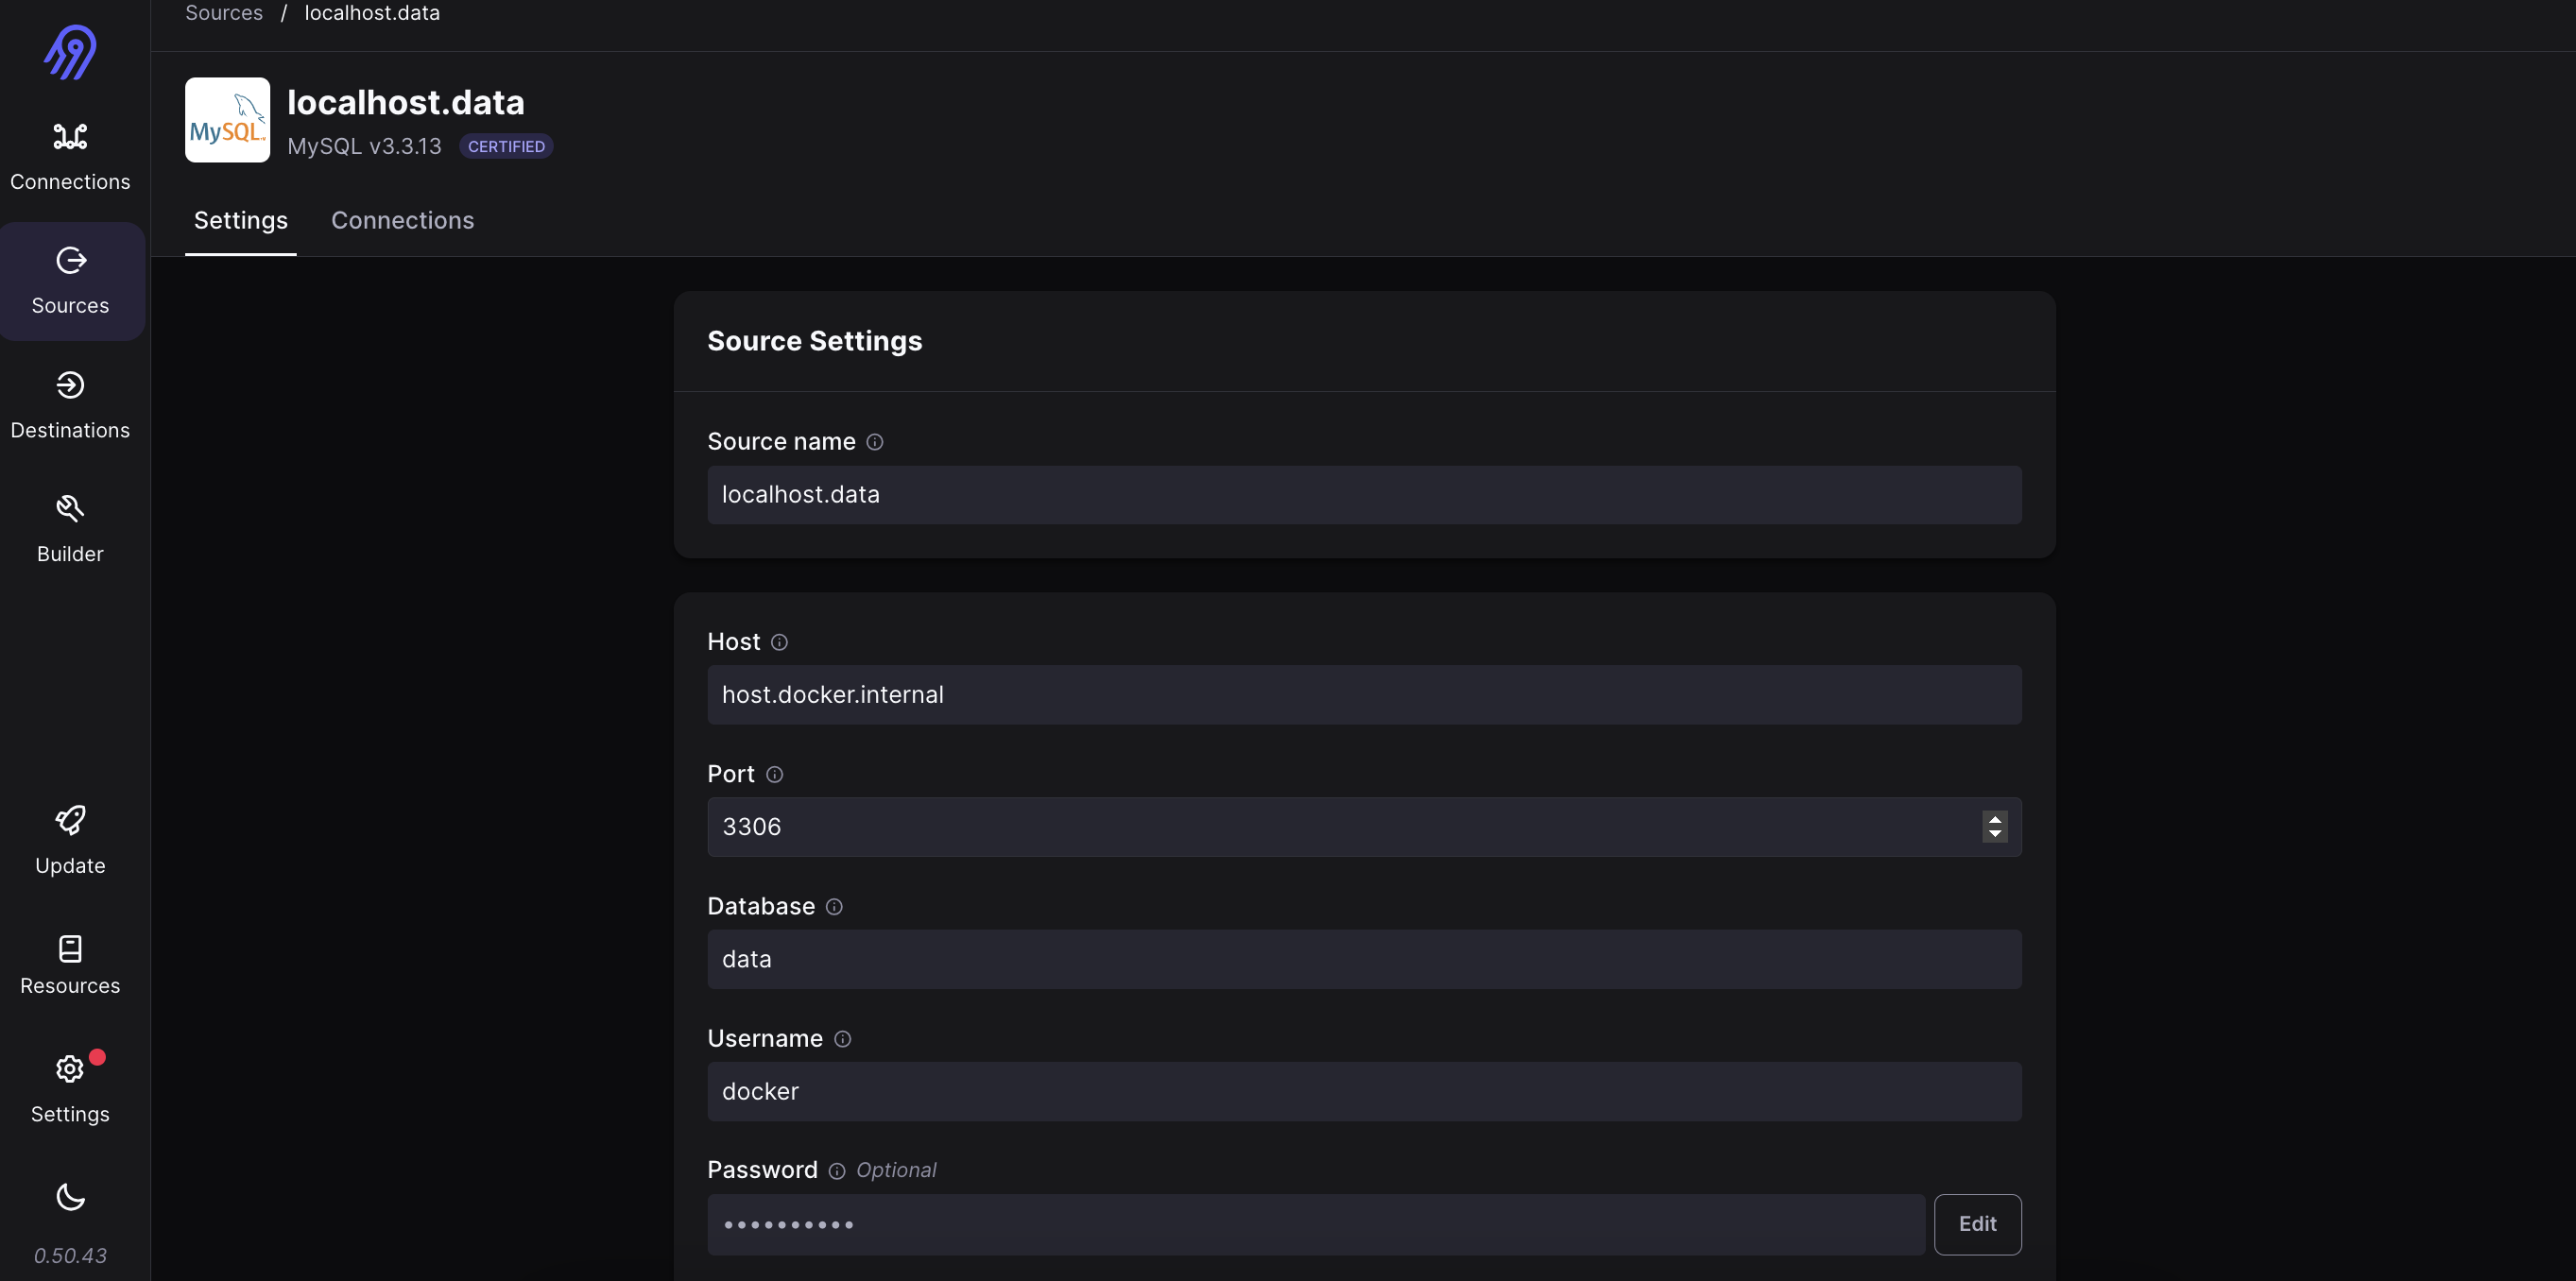 Sources / localhost.data
MySQL
localhost.data
MySQL v3.3.13 CERTIFIED
Settings Connections
Connections
Sources
Destinations
Builder
Update
Resources
Settings
0.50.43
Source Settings
Source name
localhost.data
Host
host.docker.internal
Port
3306
Database
data
Username
docker
Password Optional
••••••••••
Edit